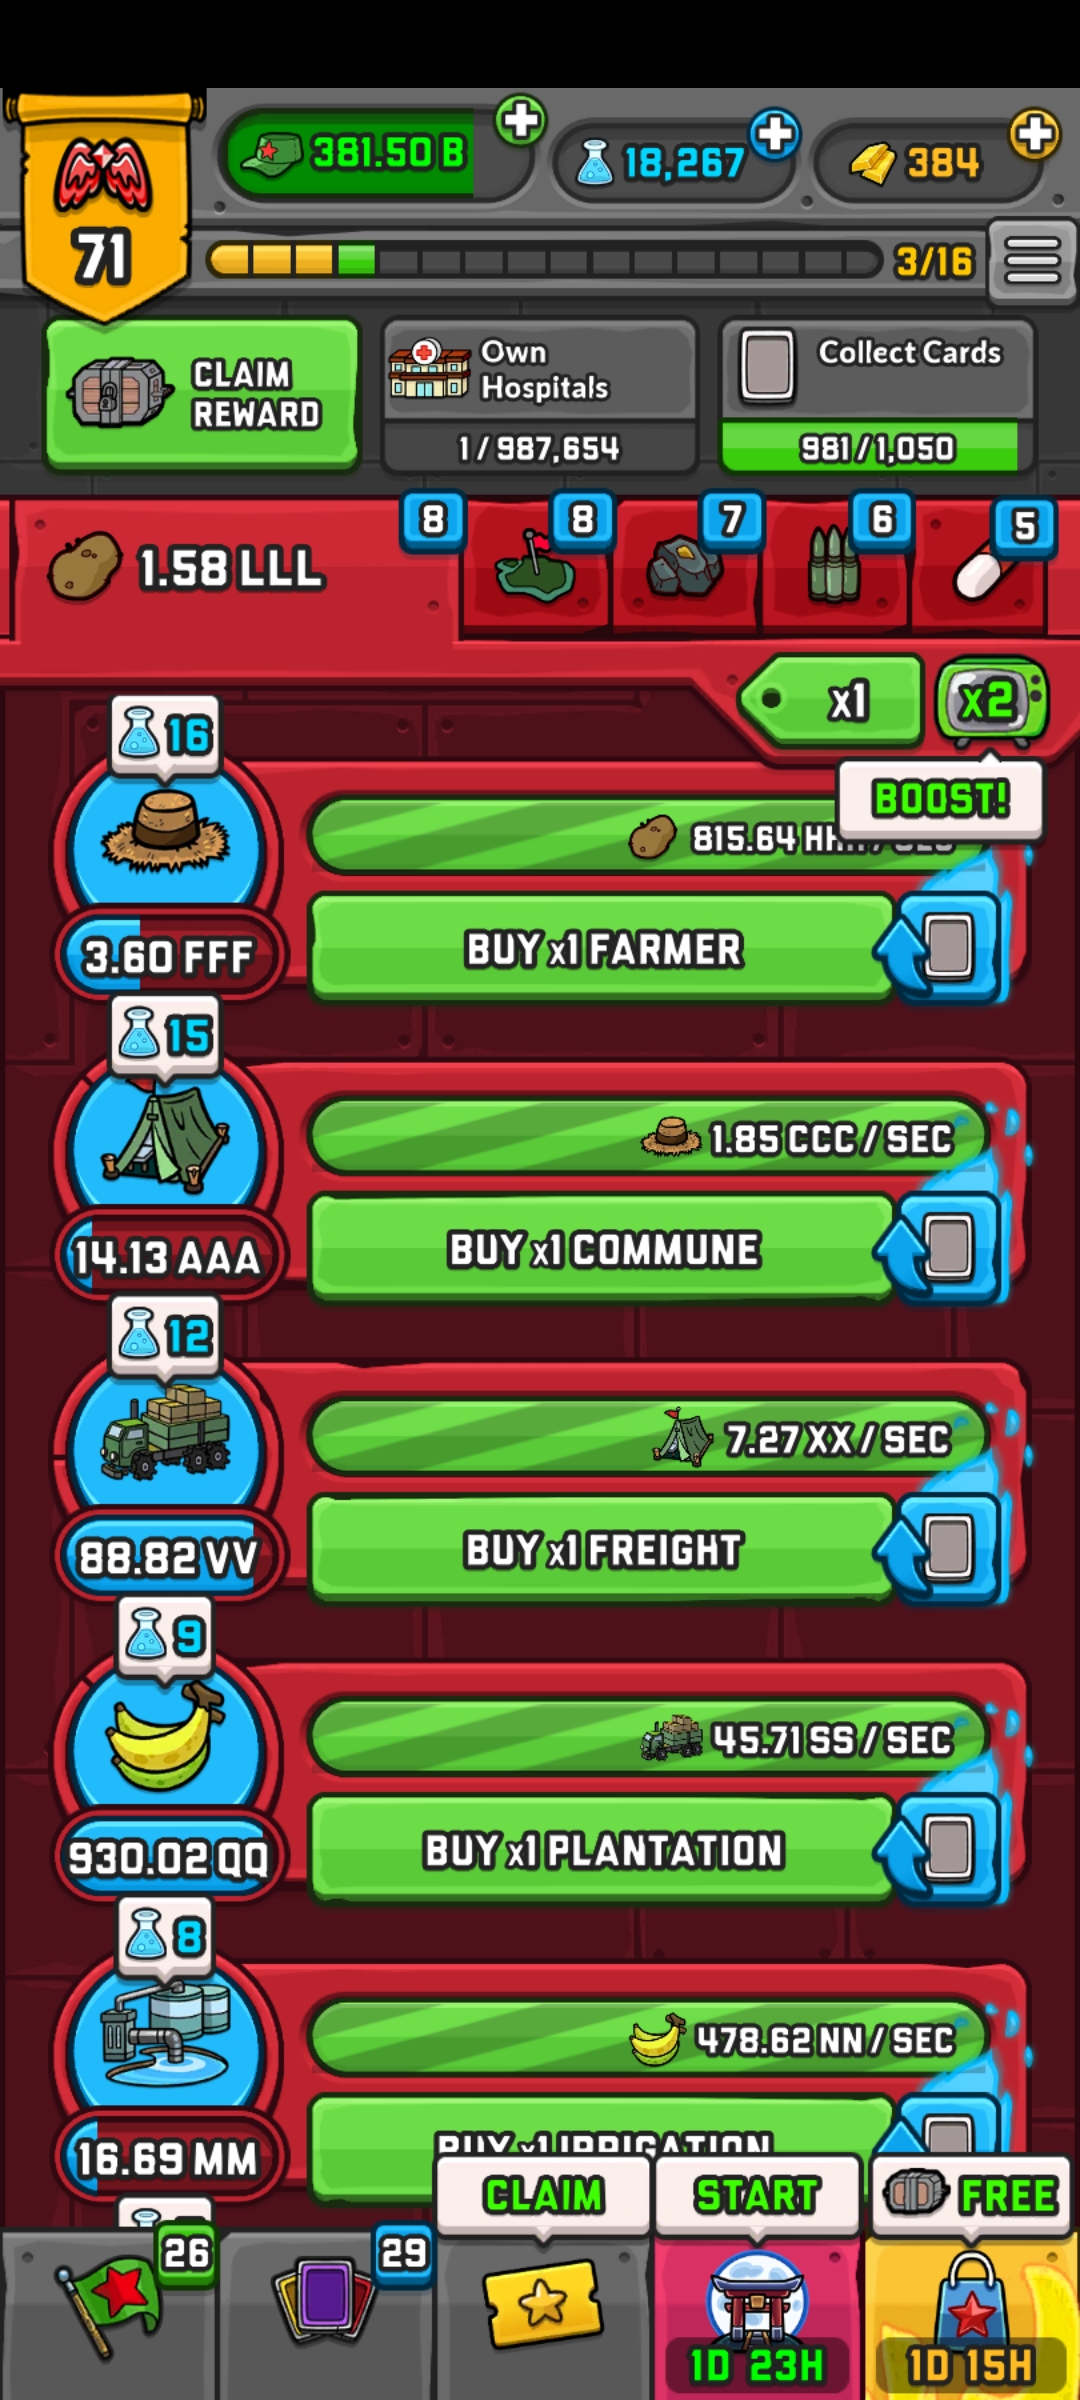 381.50 B
18,267
384
71
3/16
CLAIM
REWARD
Own
Hospitals
1 / 987,654
Collect Cards
981 / 1,050
1.58 LLL
8
8
7
6
5
x1
x2
BOOST!
16
815.64
3.60 FFF
BUY x1 FARMER
15
1.85 CCC / SEC
14.13 AAA
BUY x1 COMMUNE
12
7.27 XX / SEC
88.82 VV
BUY x1 FREIGHT
9
45.71 SS / SEC
930.02 QQ
BUY x1 PLANTATION
8
478.62 NN / SEC
16.69 MM
BUY x1 IRRIGATION
CLAIM
START
FREE
26
29
1D 23H
1D 15H